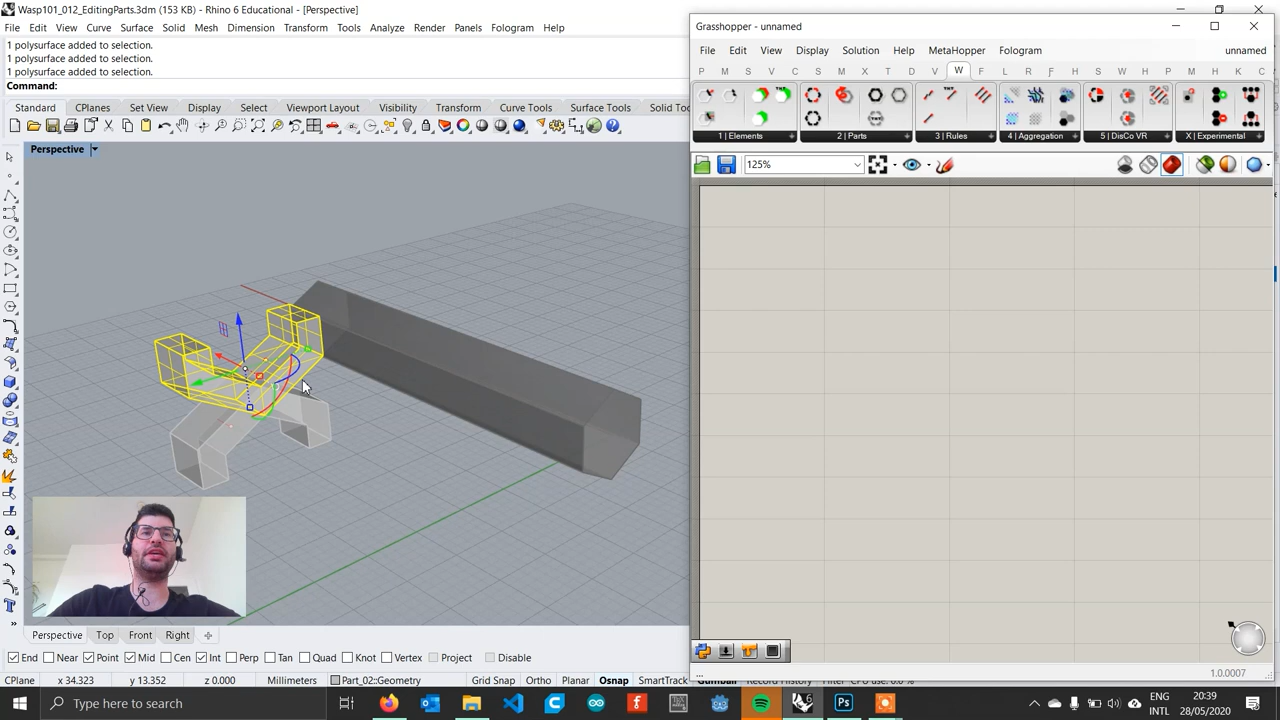 Wasp101_012_EditingParts.3dm (153 KB) - Rhino 6 Educational - [Perspective]
File Edit View Curve Surface Solid Mesh Dimension Transform Tools Analyze Render Panels Fologram Help
1 polysurface added to selection.
1 polysurface added to selection.
1 polysurface added to selection.
Command:
Standard CPlanes Set View Display Select Viewport Layout Visibility Transform Curve Tools Surface Tools Solid To
Perspective
Perspective Top Front Right
End Near Point Mid Cen Int Perp Tan Quad Knot Vertex Project Disable
CPlane x 34.323 y 13.352 z 0.000 Millimeters Part_02::Geometry Grid Snap Ortho Planar Osnap SmartTrack Gumball Record History
Grasshopper - unnamed
File Edit View Display Solution Help MetaHopper Fologram unnamed
P M S V C S M X A T D V W F L R F S W H P M H K C
1 | Elements 2 | Parts 3 | Rules 4 | Aggregation 5 | DisCo VR X | Experimental
125%
...
1.0.0007
Type here to search
ENG
INTL
20:39
28/05/2020